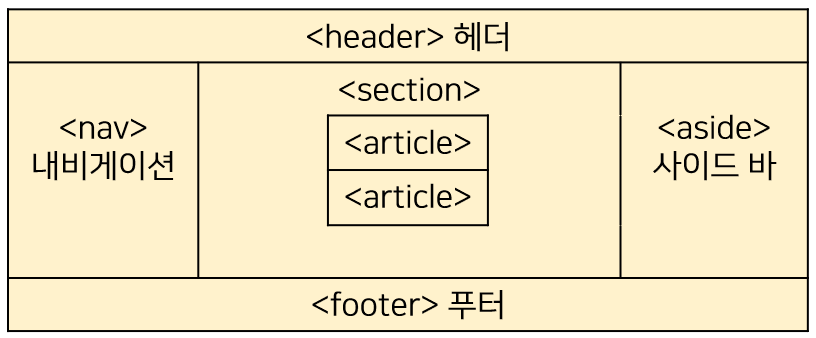 <header> 헤더
<nav>
내비게이션
<section>
<article>
<article>
<aside>
사이드 바
<footer> 푸터